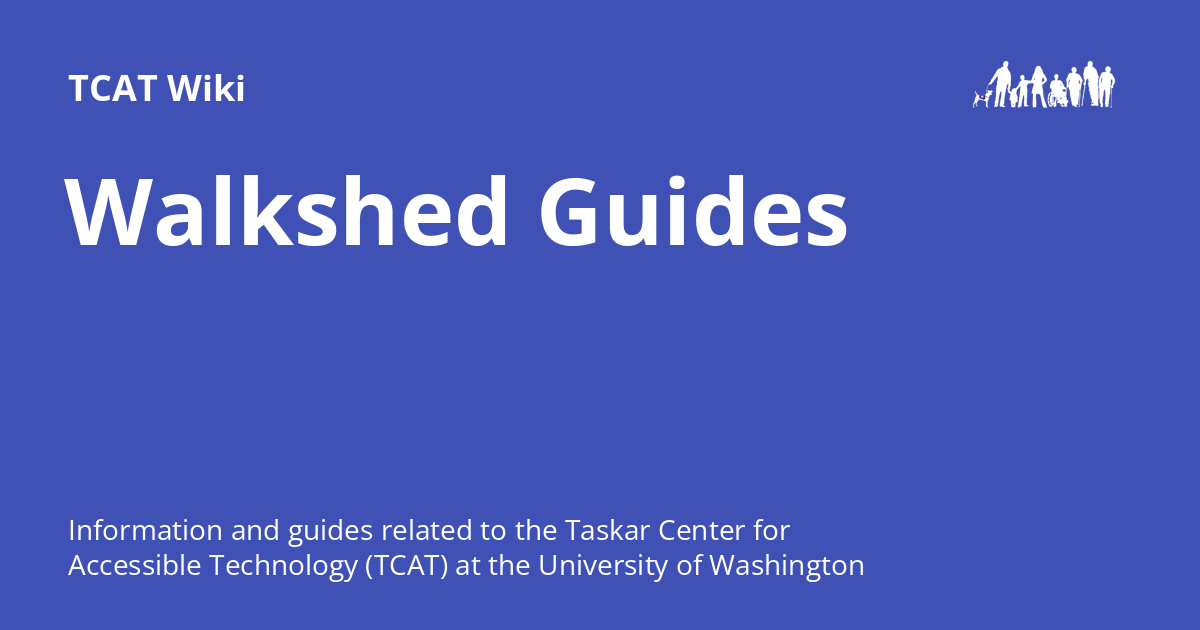 TCAT Wiki
Walkshed Guides
Information and guides related to the Taskar Center for
Accessible Technology (TCAT) at the University of Washington